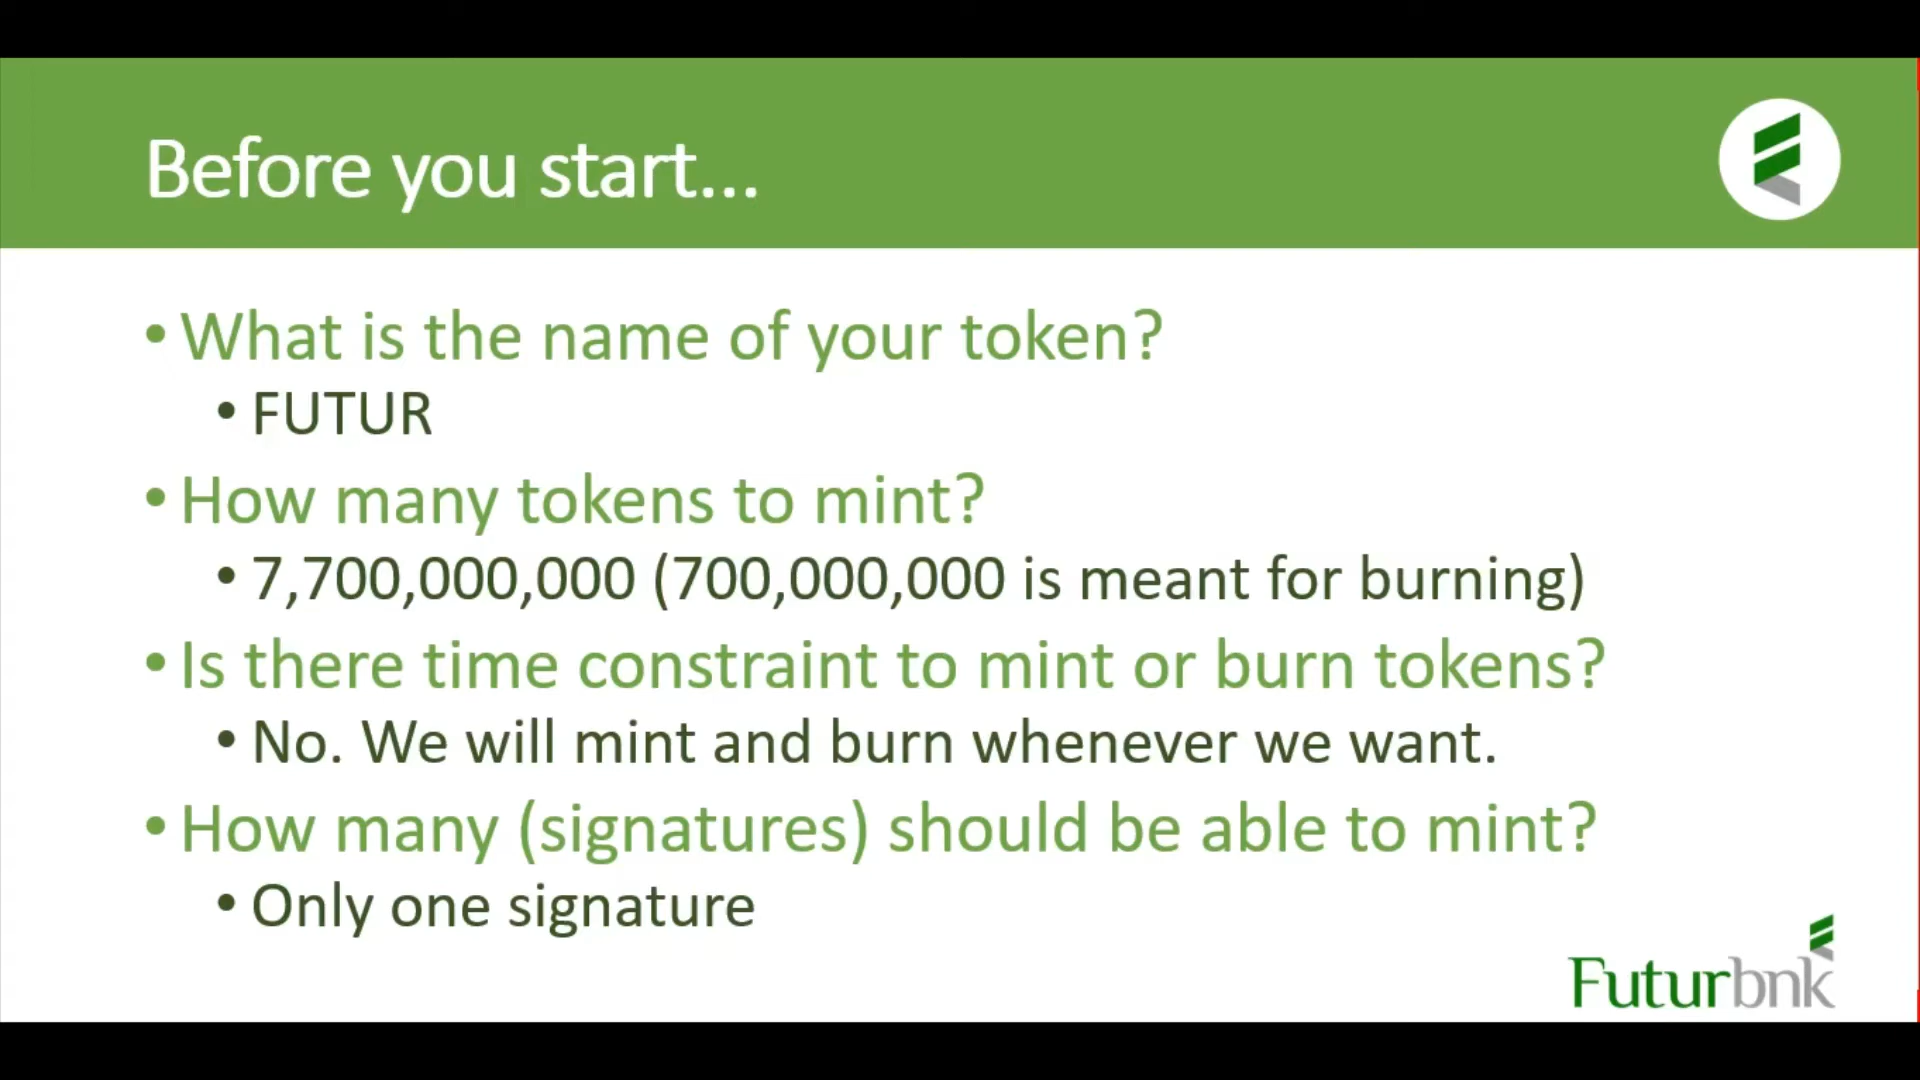 Before you start...
• What is the name of your token?
• FUTUR
• How many tokens to mint?
• 7,700,000,000 (700,000,000 is meant for burning)
• Is there time constraint to mint or burn tokens?
• No. We will mint and burn whenever we want.
• How many (signatures) should be able to mint?
• Only one signature
Futurbnk